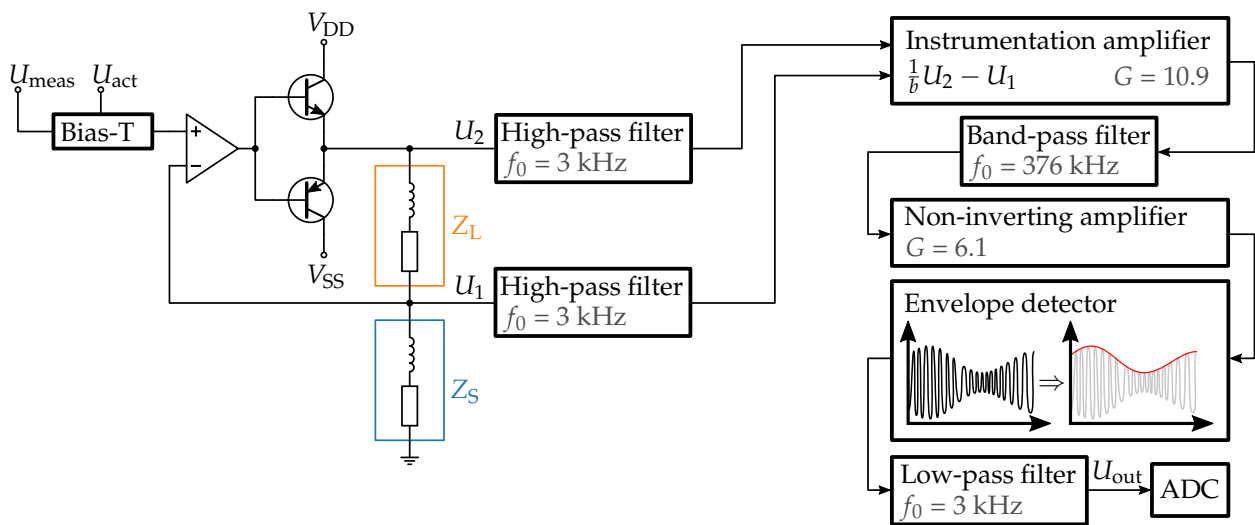 V_DD
U_meas
U_act
Bias-T
+
−
V_SS
U_2
High-pass filter
f_0 = 3 kHz
Z_L
U_1
High-pass filter
f_0 = 3 kHz
Z_S
Instrumentation amplifier
1/b U_2 − U_1 G = 10.9
Band-pass filter
f_0 = 376 kHz
Non-inverting amplifier
G = 6.1
Envelope detector
⇒
Low-pass filter
f_0 = 3 kHz
U_out
ADC